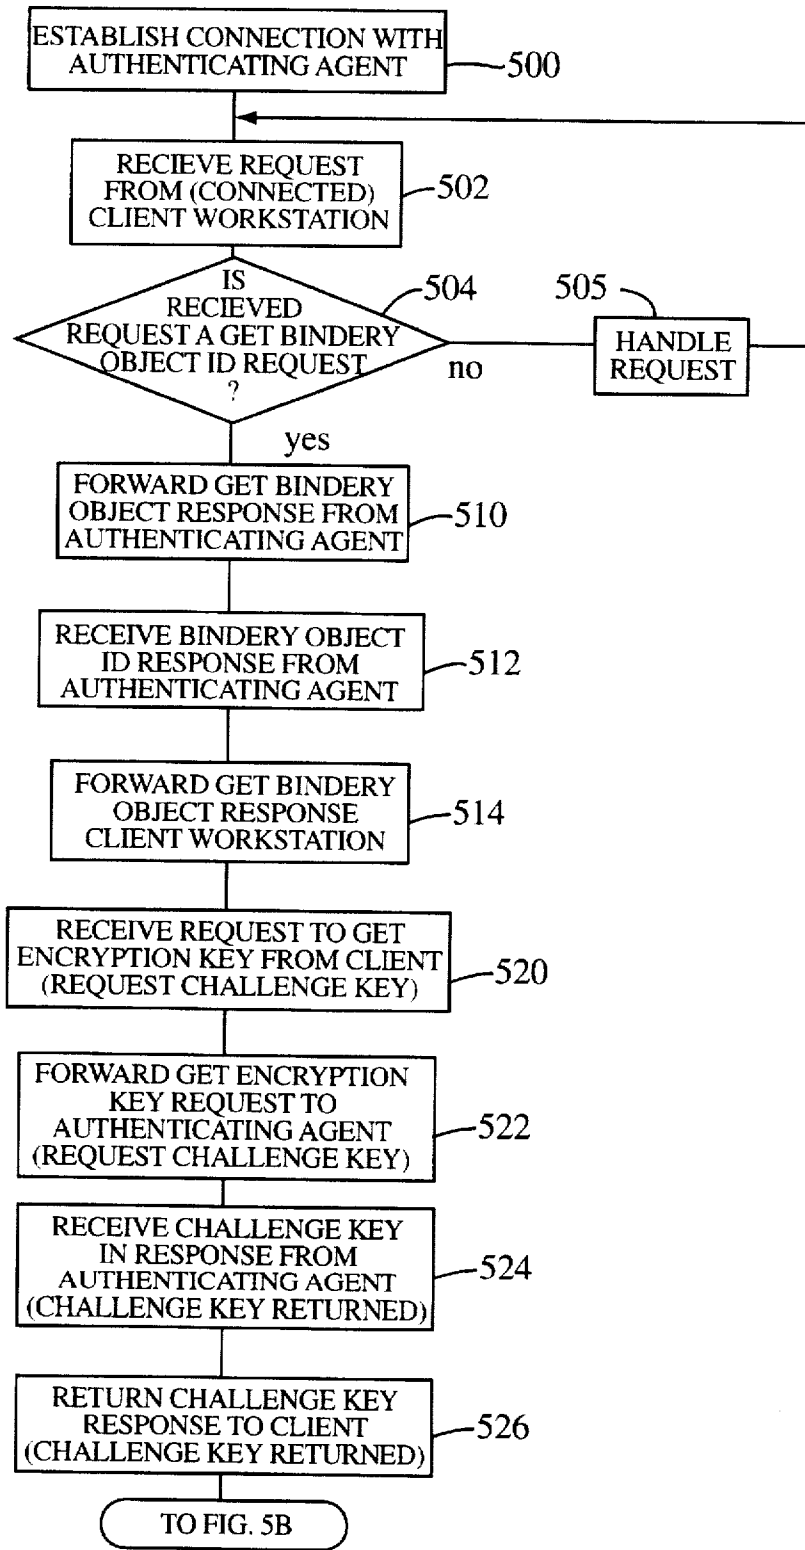 ESTABLISH CONNECTION WITH
AUTHENTICATING AGENT
500
RECIEVE REQUEST
FROM (CONNECTED)
CLIENT WORKSTATION
502
IS
RECIEVED
REQUEST A GET BINDERY
OBJECT ID REQUEST
?
504
no
505
HANDLE
REQUEST
yes
FORWARD GET BINDERY
OBJECT RESPONSE FROM
AUTHENTICATING AGENT
510
RECEIVE BINDERY OBJECT
ID RESPONSE FROM
AUTHENTICATING AGENT
512
FORWARD GET BINDERY
OBJECT RESPONSE
CLIENT WORKSTATION
514
RECEIVE REQUEST TO GET
ENCRYPTION KEY FROM CLIENT
(REQUEST CHALLENGE KEY)
520
FORWARD GET ENCRYPTION
KEY REQUEST TO
AUTHENTICATING AGENT
(REQUEST CHALLENGE KEY)
522
RECEIVE CHALLENGE KEY
IN RESPONSE FROM
AUTHENTICATING AGENT
(CHALLENGE KEY RETURNED)
524
RETURN CHALLENGE KEY
RESPONSE TO CLIENT
(CHALLENGE KEY RETURNED)
526
TO FIG. 5B